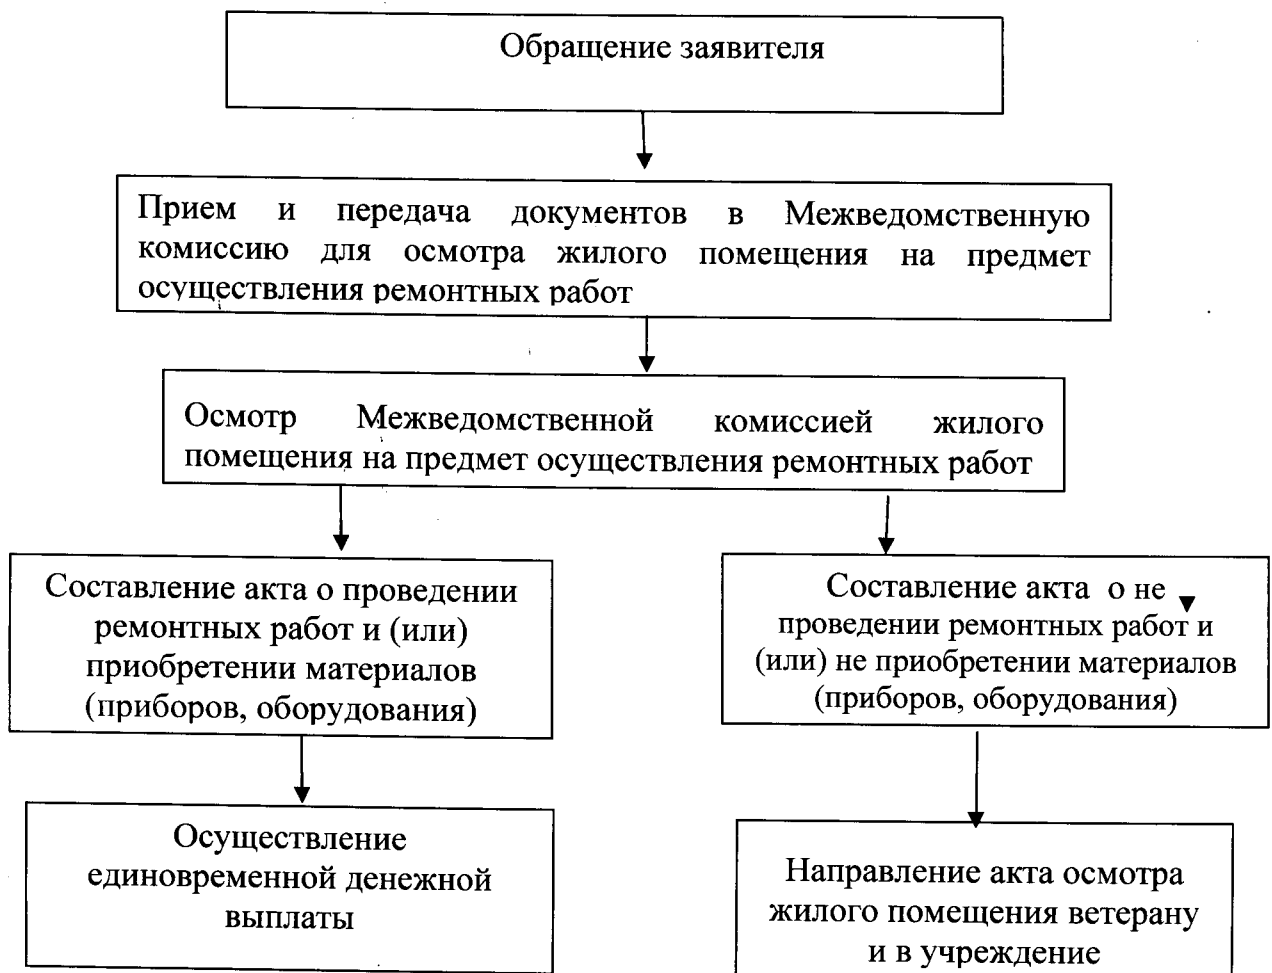 Обращение заявителя
Прием и передача документов в Межведомственную
комиссию для осмотра жилого помещения на предмет
осуществления ремонтных работ
Осмотр Межведомственной комиссией жилого
помещения на предмет осуществления ремонтных работ
Составление акта о проведении
ремонтных работ и (или)
приобретении материалов
(приборов, оборудования)
Составление акта о не
проведении ремонтных работ и
(или) не приобретении материалов
(приборов, оборудования)
Осуществление
единовременной денежной
выплаты
Направление акта осмотра
жилого помещения ветерану
и в учреждение